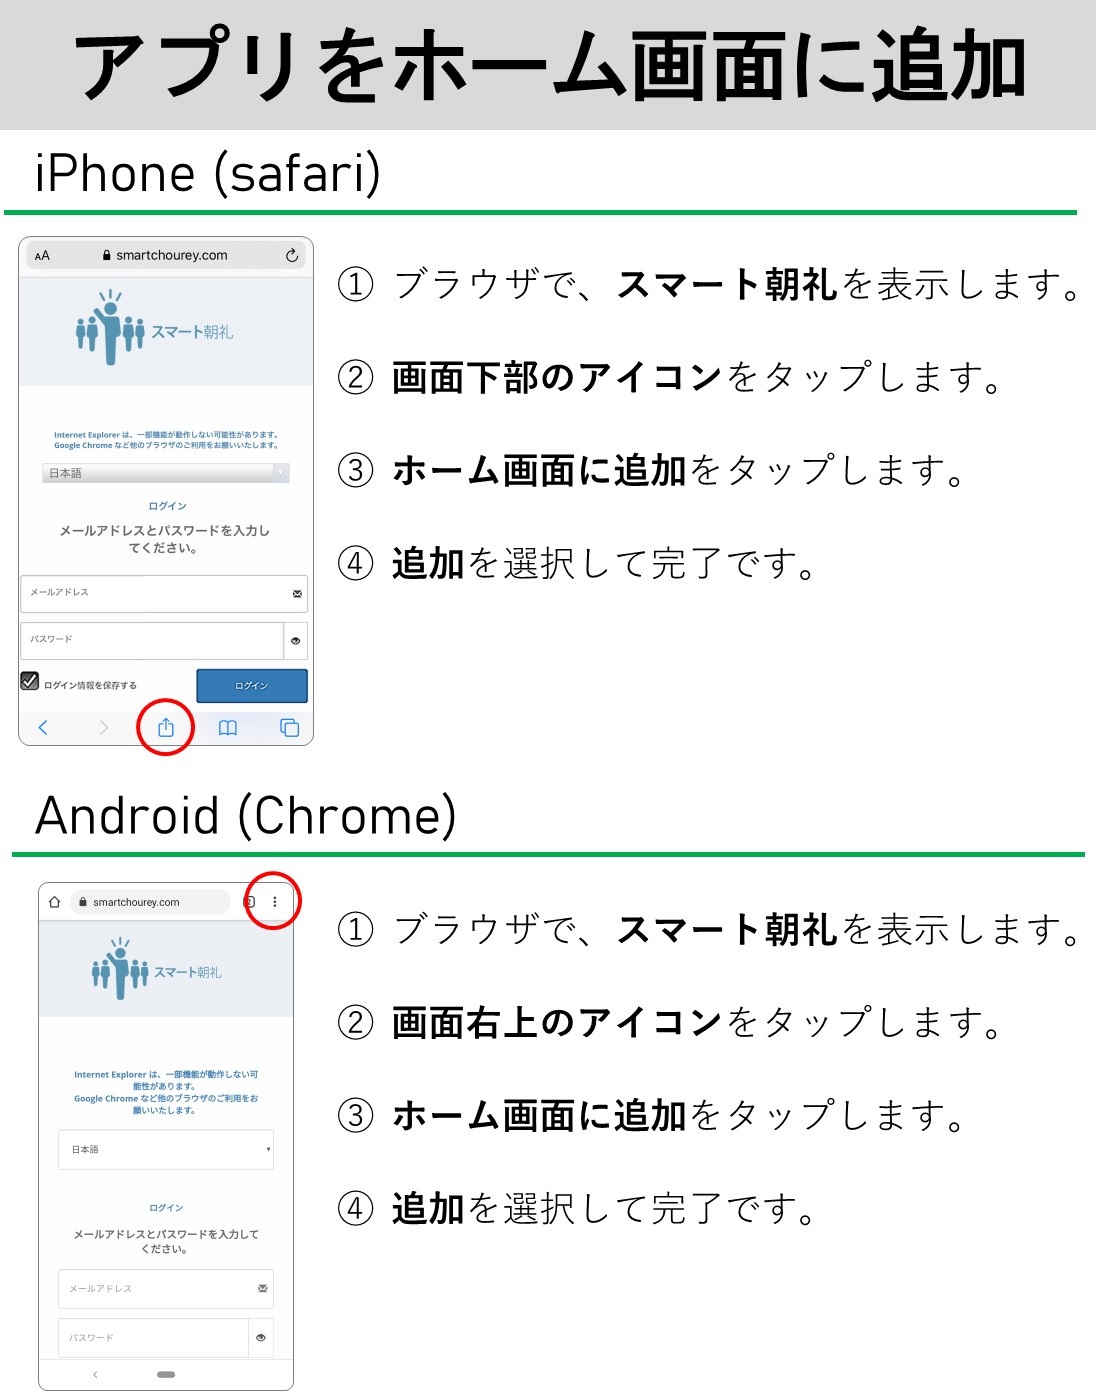 アプリをホーム画面に追加
iPhone (safari)
AA smartchourey.com
スマート朝礼
Internet Explorer は、一部機能が動作しない可能性があります。
Google Chrome など他のブラウザのご利用をお願いいたします。
日本語
ログイン
メールアドレスとパスワードを入力し
てください。
メールアドレス
パスワード
ログイン情報を保存する
ログイン
① ブラウザで、スマート朝礼を表示します。
② 画面下部のアイコンをタップします。
③ ホーム画面に追加をタップします。
④ 追加を選択して完了です。
Android (Chrome)
smartchourey.com
スマート朝礼
Internet Explorer は、一部機能が動作しない可
能性があります。
Google Chrome など他のブラウザのご利用をお
願いいたします。
日本語
ログイン
メールアドレスとパスワードを入力して
ください。
メールアドレス
パスワード
① ブラウザで、スマート朝礼を表示します。
② 画面右上のアイコンをタップします。
③ ホーム画面に追加をタップします。
④ 追加を選択して完了です。